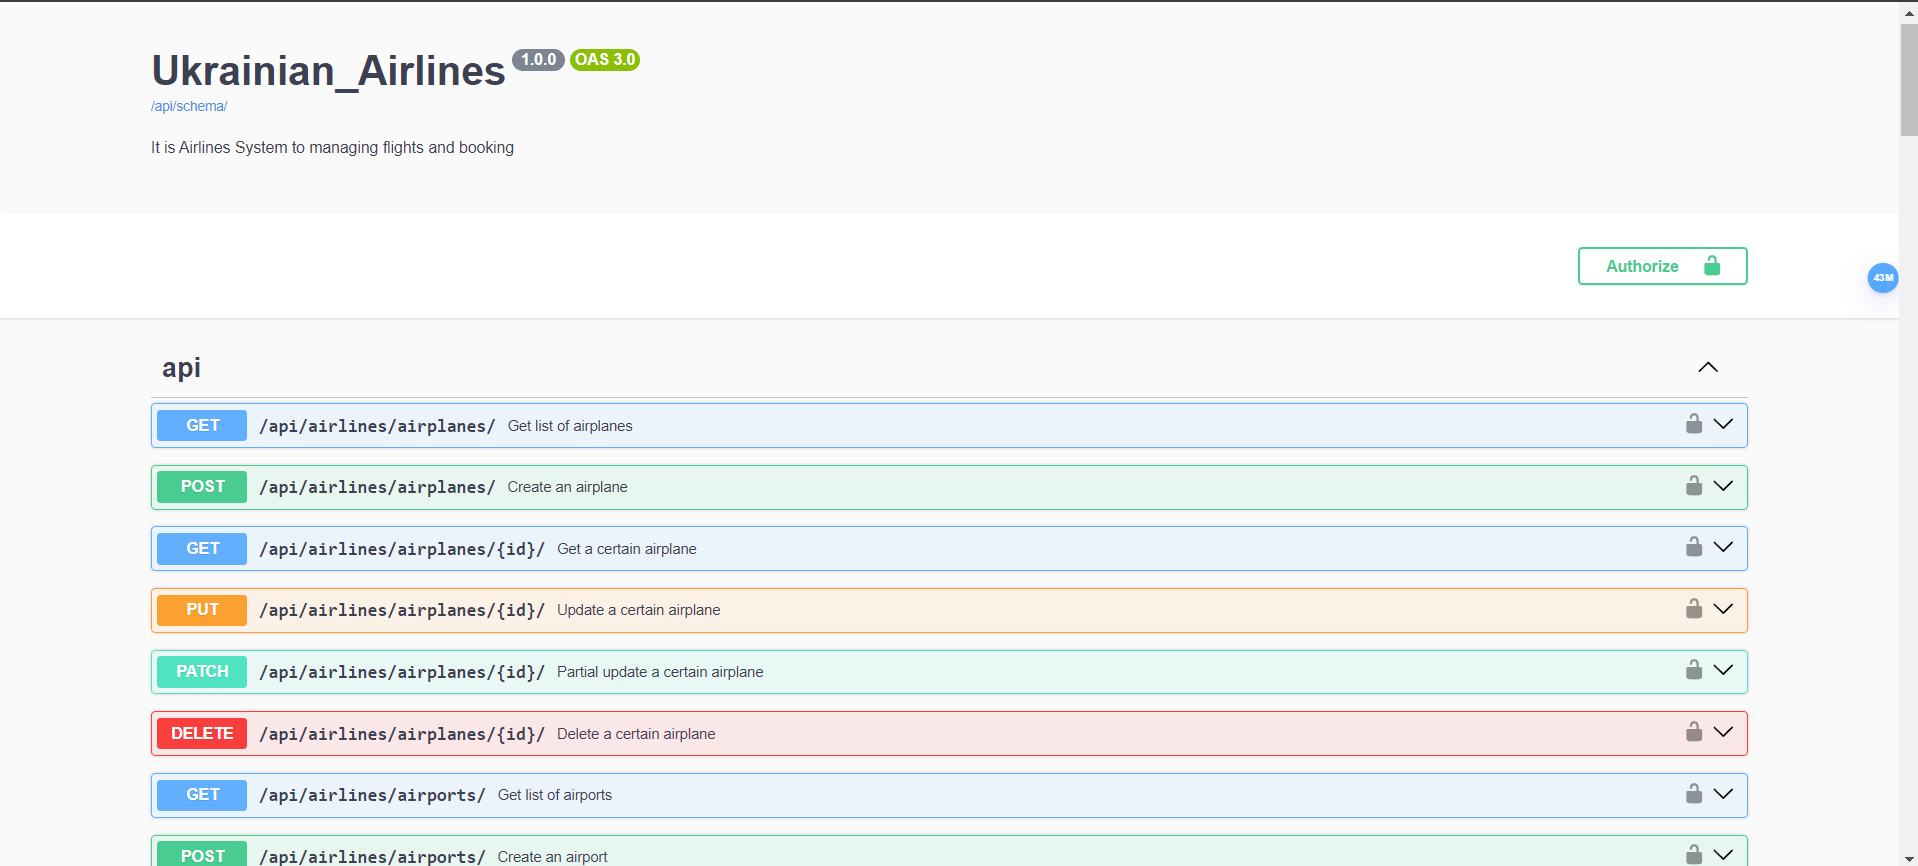 Ukrainian_Airlines 1.0.0 OAS 3.0
/api/schema/
It is Airlines System to managing flights and booking
Authorize
43M
api
GET /api/airlines/airplanes/ Get list of airplanes
POST /api/airlines/airplanes/ Create an airplane
GET /api/airlines/airplanes/{id}/ Get a certain airplane
PUT /api/airlines/airplanes/{id}/ Update a certain airplane
PATCH /api/airlines/airplanes/{id}/ Partial update a certain airplane
DELETE /api/airlines/airplanes/{id}/ Delete a certain airplane
GET /api/airlines/airports/ Get list of airports
POST /api/airlines/airports/ Create an airport